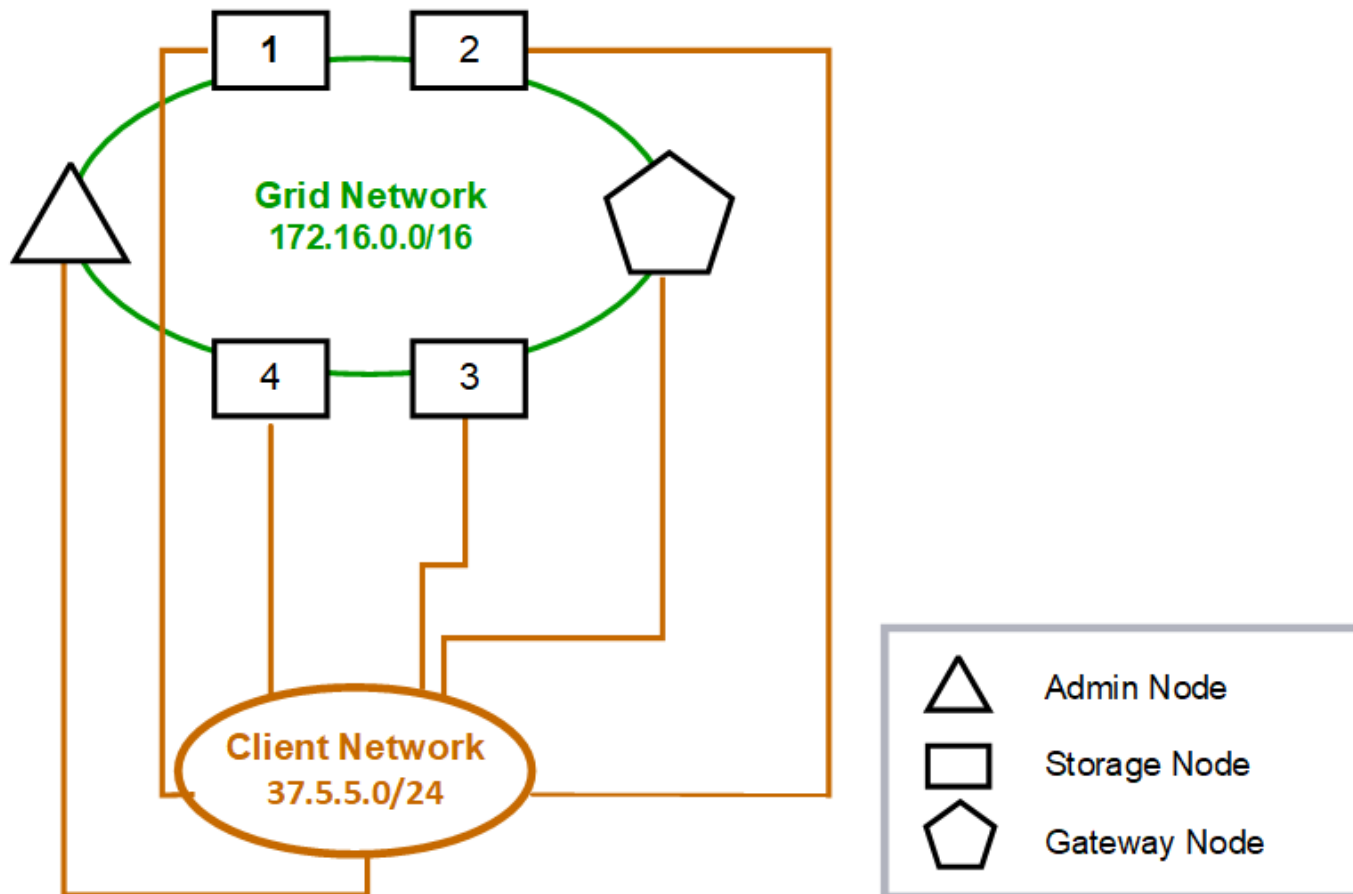 1
2
Grid Network
172.16.0.0/16
4
3
Client Network
37.5.5.0/24
Admin Node
Storage Node
Gateway Node